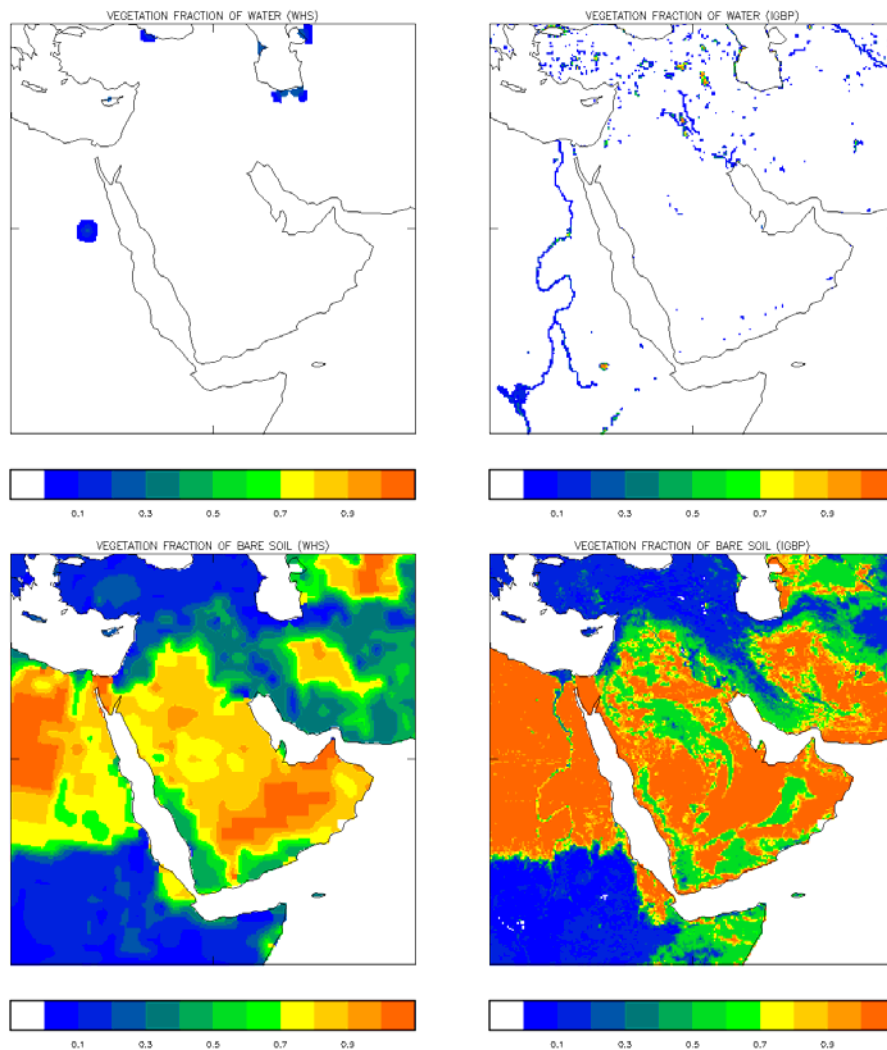 VEGETATION FRACTION OF WATER (WHS)
VEGETATION FRACTION OF WATER (IGBP)
0.1 0.3 0.5 0.7 0.9
0.1 0.3 0.5 0.7 0.9
VEGETATION FRACTION OF BARE SOIL (WHS)
VEGETATION FRACTION OF BARE SOIL (IGBP)
0.1 0.3 0.5 0.7 0.9
0.1 0.3 0.5 0.7 0.9